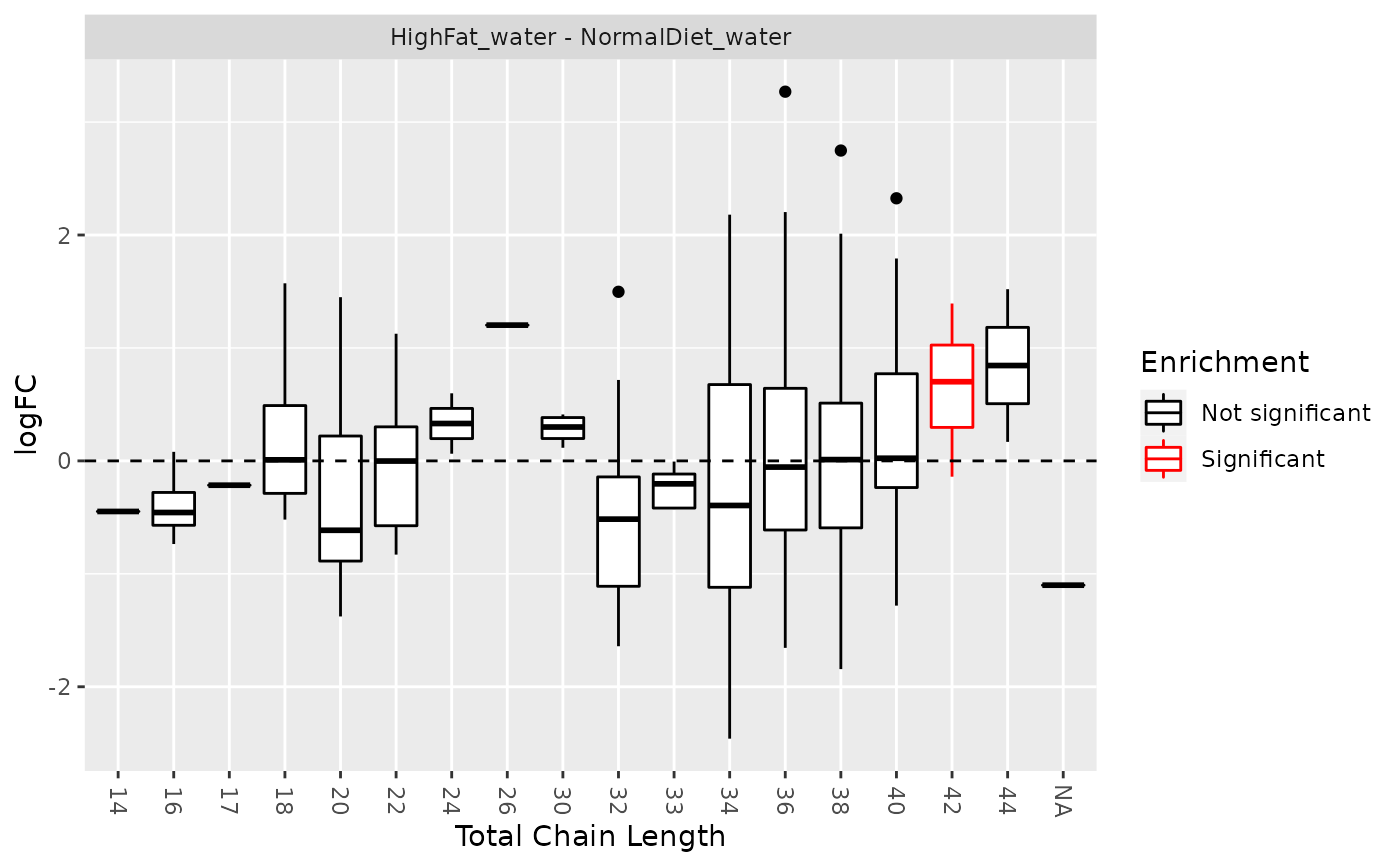 HighFat_water - NormalDiet_water
logFC
2
0
-2
14 16 17 18 20 22 24 26 30 32 33 34 36 38 40 42 44 NA
Total Chain Length
Enrichment
Not significant
Significant